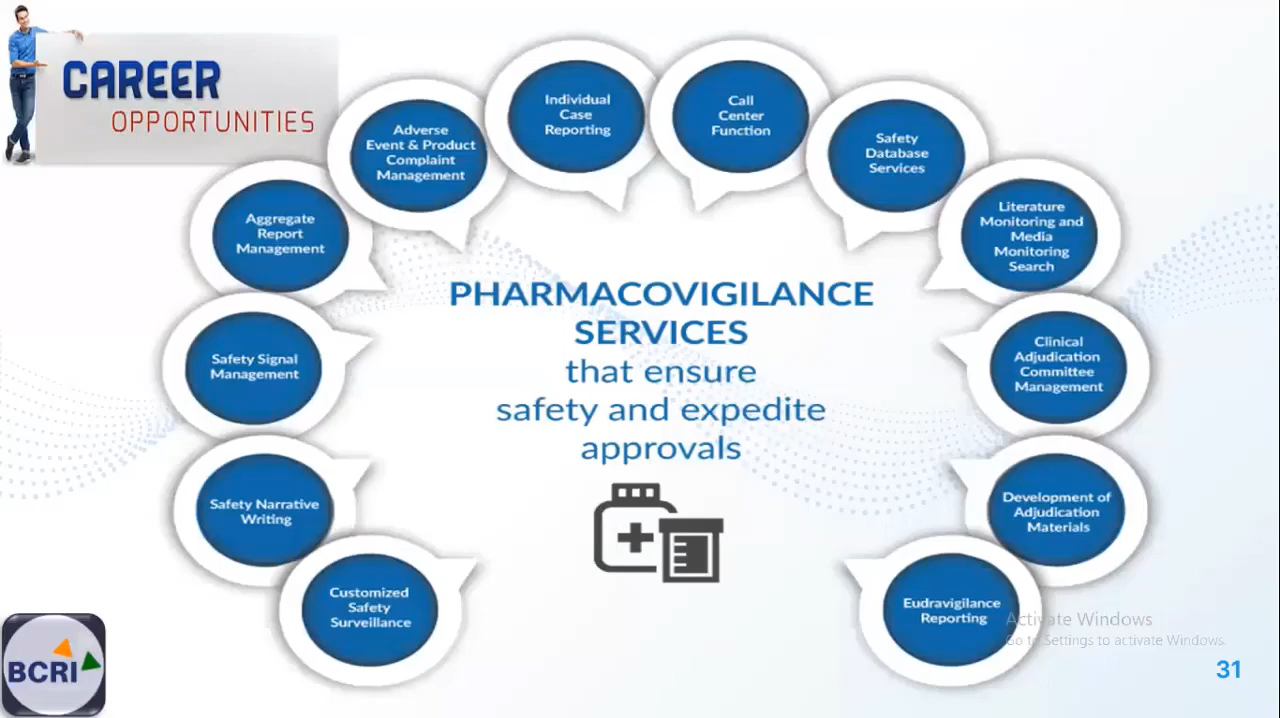 CAREER
OPPORTUNITIES
Individual
Case
Reporting
Call
Center
Function
Adverse
Event & Product
Complaint
Management
Safety
Database
Services
Aggregate
Report
Management
Literature
Monitoring and
Media
Monitoring
Search
PHARMACOVIGILANCE
SERVICES
that ensure
safety and expedite
approvals
Safety Signal
Management
Clinical
Adjudication
Committee
Management
Safety Narrative
Writing
Development of
Adjudication
Materials
Customized
Safety
Surveillance
Eudravigilance
Reporting
Activate Windows
Go to Settings to activate Windows.
BCRI
31